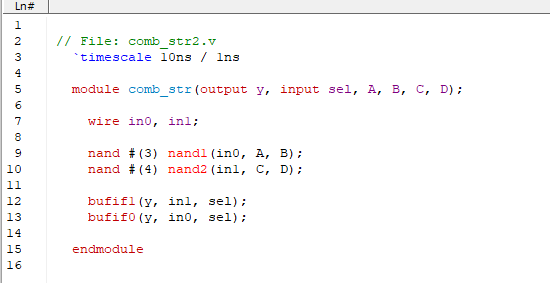 Ln#
1
2 // File: comb_str2.v
3 `timescale 10ns / 1ns
4
5 module comb_str(output y, input sel, A, B, C, D);
6
7 wire in0, in1;
8
9 nand #(3) nand1(in0, A, B);
10 nand #(4) nand2(in1, C, D);
11
12 bufif1(y, in1, sel);
13 bufif0(y, in0, sel);
14
15 endmodule
16